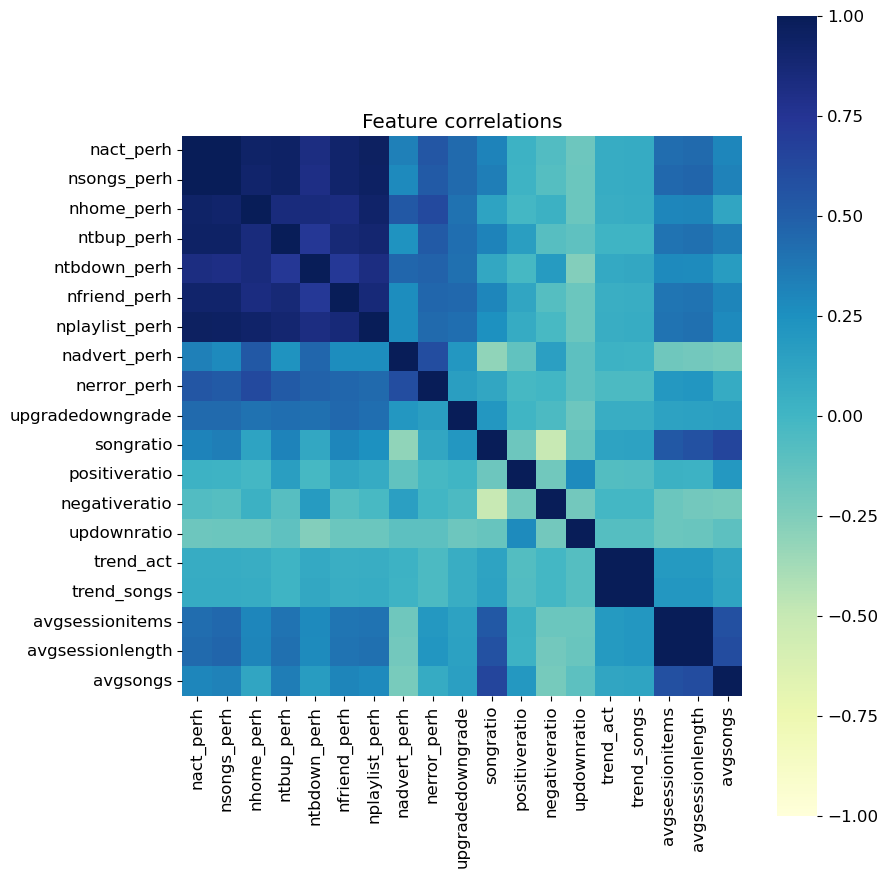 Feature correlations
nact_perh
nsongs_perh
nhome_perh
ntbup_perh
ntbdown_perh
nfriend_perh
nplaylist_perh
nadvert_perh
nerror_perh
upgradedowngrade
songratio
positiveratio
negativeratio
updownratio
trend_act
trend_songs
avgsessionitems
avgsessionlength
avgsongs
nact_perh
nsongs_perh
nhome_perh
ntbup_perh
ntbdown_perh
nfriend_perh
nplaylist_perh
nadvert_perh
nerror_perh
upgradedowngrade
songratio
positiveratio
negativeratio
updownratio
trend_act
trend_songs
avgsessionitems
avgsessionlength
avgsongs
1.00
0.75
0.50
0.25
0.00
−0.25
−0.50
−0.75
−1.00